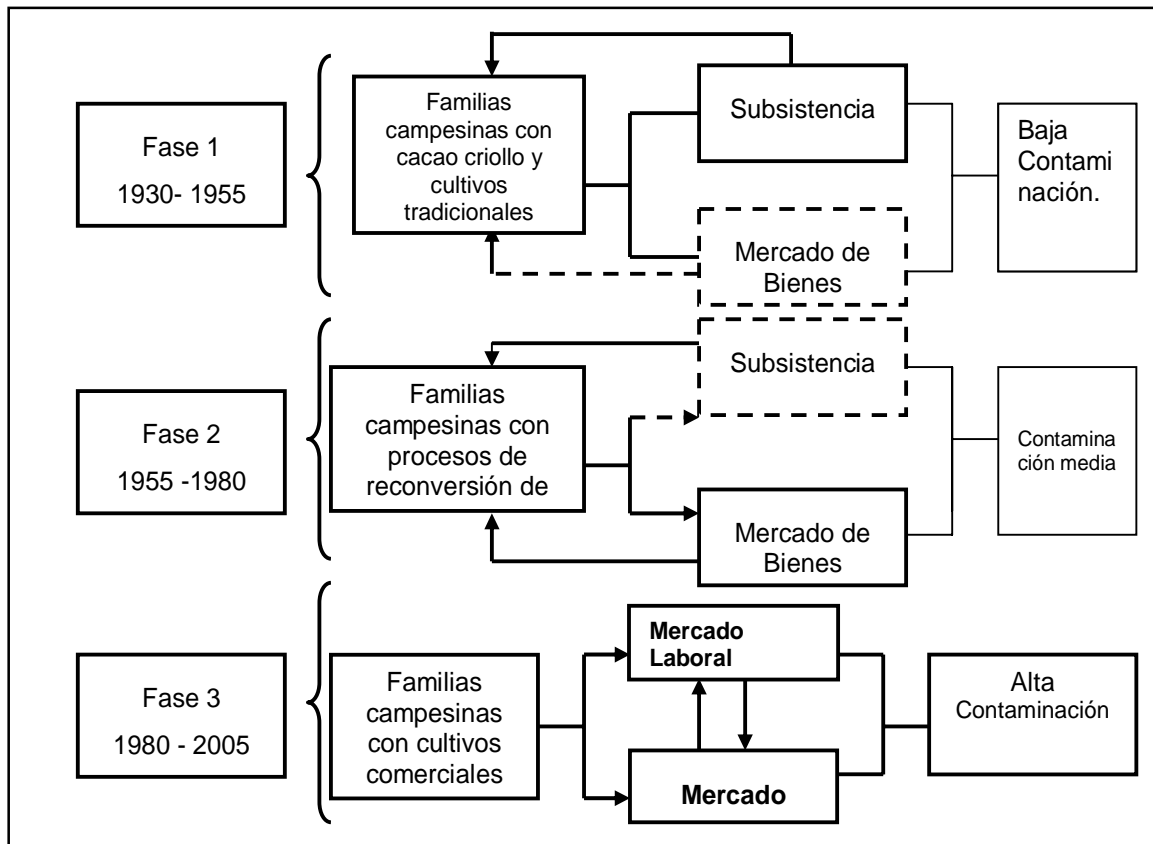 Fase 1
1930- 1955
Familias
campesinas con
cacao criollo y
cultivos
tradicionales
Subsistencia
Mercado de
Bienes
Baja
Contami
nación.
Fase 2
1955 -1980
Familias
campesinas con
procesos de
reconversión de
Subsistencia
Mercado de
Bienes
Contamina
ción media
Fase 3
1980 - 2005
Familias
campesinas
con cultivos
comerciales
Mercado
Laboral
Mercado
Alta
Contaminación